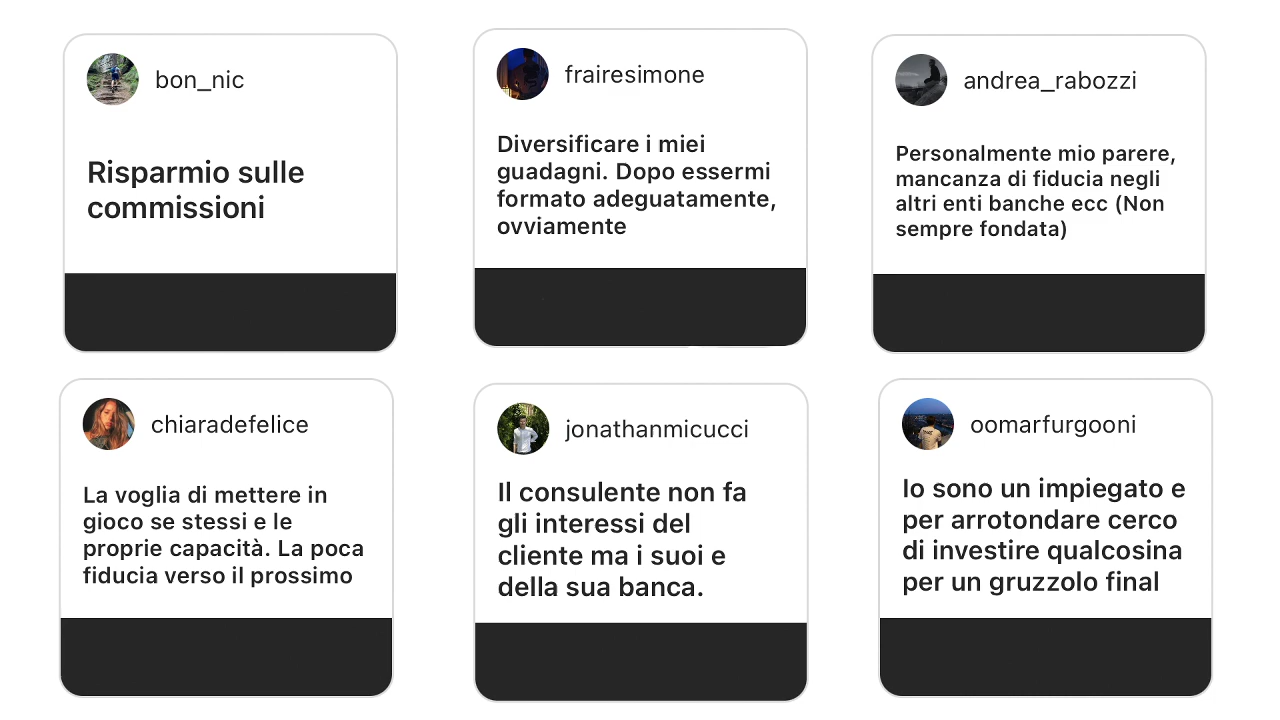 bon_nic
Risparmio sulle
commissioni
frairesimone
Diversificare i miei
guadagni. Dopo essermi
formato adeguatamente,
ovviamente
andrea_rabozzi
Personalmente mio parere,
mancanza di fiducia negli
altri enti banche ecc (Non
sempre fondata)
chiaradefelice
La voglia di mettere in
gioco se stessi e le
proprie capacità. La poca
fiducia verso il prossimo
jonathanmicucci
Il consulente non fa
gli interessi del
cliente ma i suoi e
della sua banca.
oomarfurgooni
Io sono un impiegato e
per arrotondare cerco
di investire qualcosina
per un gruzzolo final